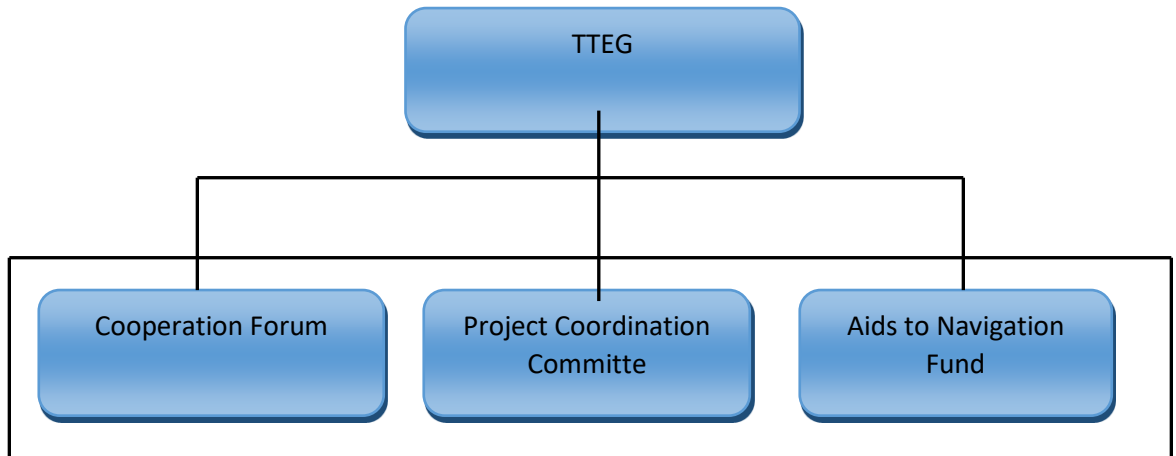 TTEG
Cooperation Forum
Project Coordination
Committe
Aids to Navigation
Fund